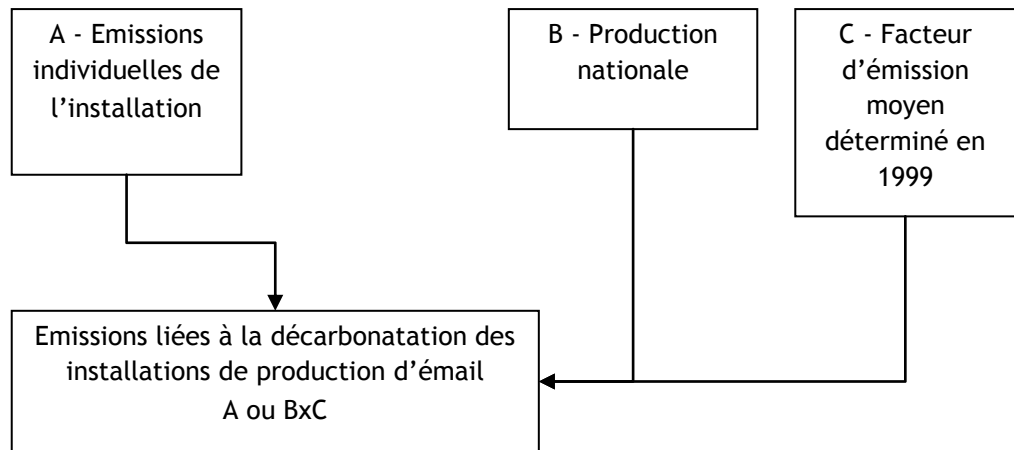 A - Emissions
individuelles de
l’installation
B - Production
nationale
C - Facteur
d’émission
moyen
déterminé en
1999
Emissions liées à la décarbonatation des
installations de production d’émail
A ou BxC